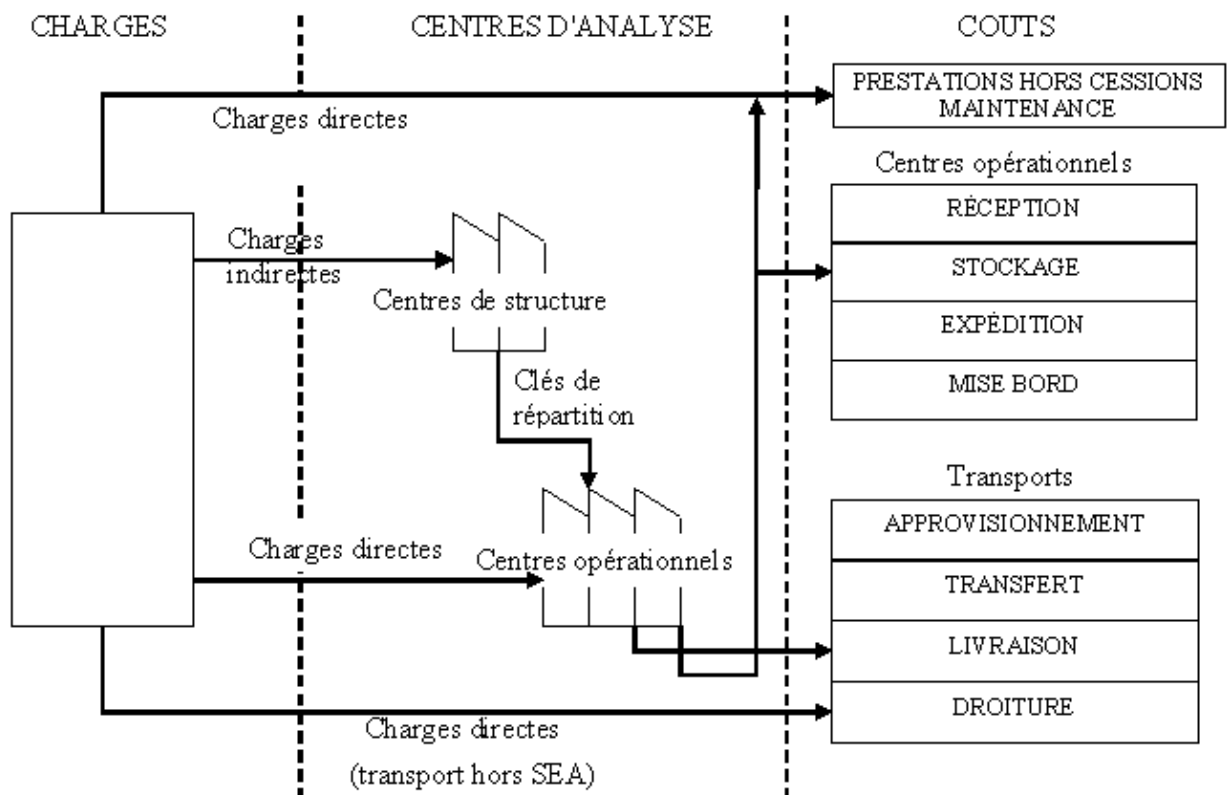 CHARGES
CENTRES D'ANALYSE
COUTS
PRESTATIONS HORS CESSIONS
MAINTENANCE
Charges directes
Centres opérationnels
RÉCEPTION
Charges
indirectes
STOCKAGE
Centres de structure
EXPÉDITION
MISE BORD
Clés de
répartition
Transports
APPROVISIONNEMENT
Charges directes
Centres opérationnels
TRANSFERT
LIVRAISON
DROITURE
Charges directes
(transport hors SEA)